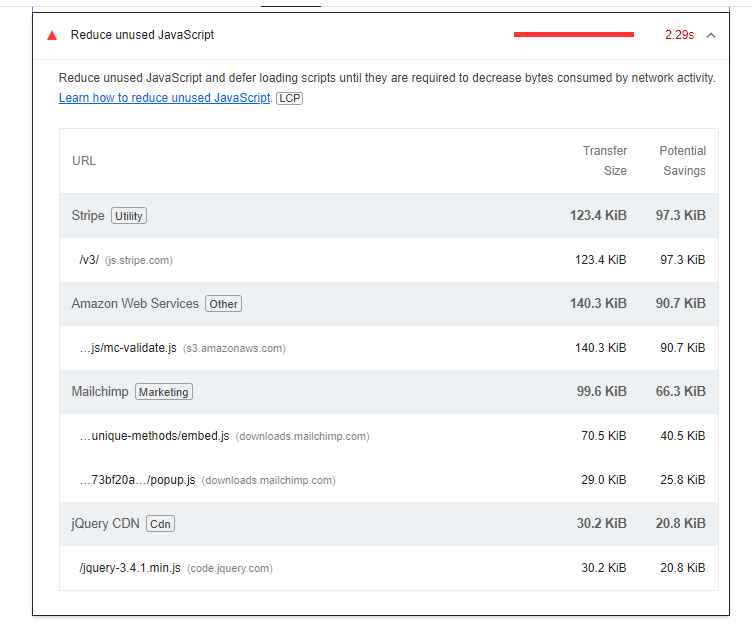 Reduce unused JavaScript 2.29s
Reduce unused JavaScript and defer loading scripts until they are required to decrease bytes consumed by network activity.
Learn how to reduce unused JavaScript. LCP
URL Transfer Size Potential Savings
Stripe Utility 123.4 KiB 97.3 KiB
/v3/ (js.stripe.com) 123.4 KiB 97.3 KiB
Amazon Web Services Other 140.3 KiB 90.7 KiB
…js/mc-validate.js (s3.amazonaws.com) 140.3 KiB 90.7 KiB
Mailchimp Marketing 99.6 KiB 66.3 KiB
…unique-methods/embed.js (downloads.mailchimp.com) 70.5 KiB 40.5 KiB
…73bf20a…/popup.js (downloads.mailchimp.com) 29.0 KiB 25.8 KiB
jQuery CDN Cdn 30.2 KiB 20.8 KiB
/jquery-3.4.1.min.js (code.jquery.com) 30.2 KiB 20.8 KiB